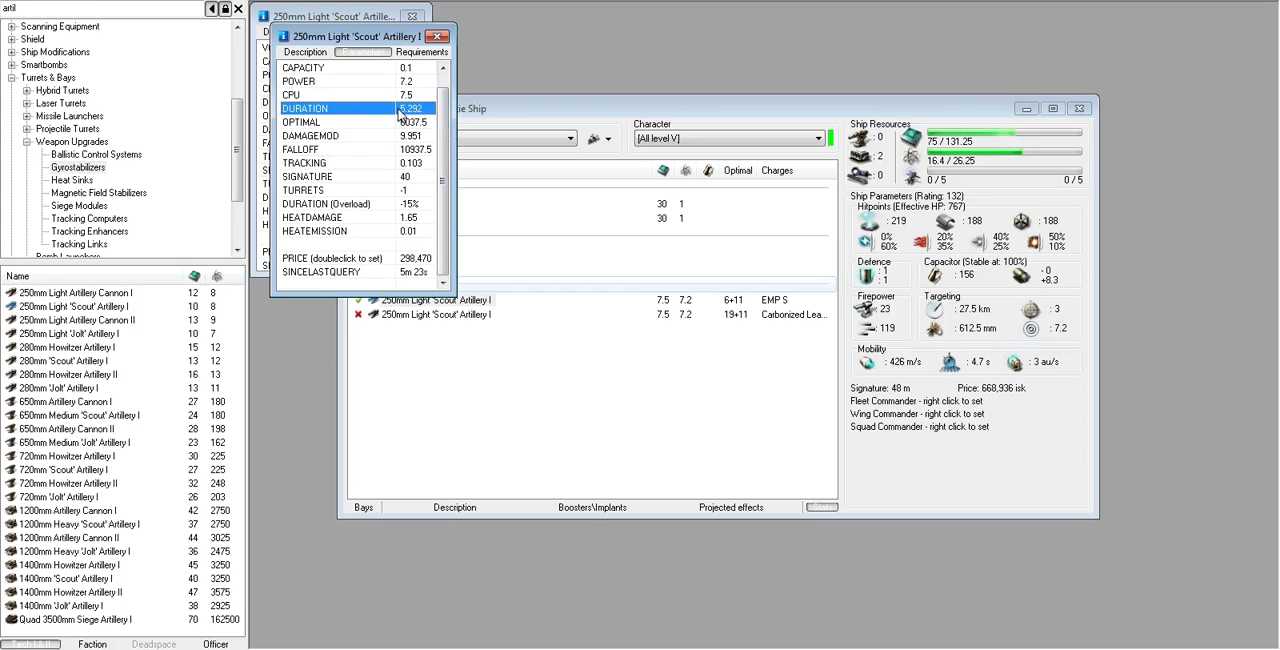 artil
Scanning Equipment
Shield
Ship Modifications
Smartbombs
Turrets & Bays
Hybrid Turrets
Laser Turrets
Missile Launchers
Projectile Turrets
Weapon Upgrades
Ballistic Control Systems
Gyrostabilizers
Heat Sinks
Magnetic Field Stabilizers
Siege Modules
Tracking Computers
Tracking Enhancers
Tracking Links
Bomb Launchers
Name
250mm Light Artillery Cannon I 12 8
250mm Light 'Scout' Artillery I 10 8
250mm Light Artillery Cannon II 13 9
250mm Light 'Jolt' Artillery I 10 7
280mm Howitzer Artillery I 15 12
280mm 'Scout' Artillery I 13 12
280mm Howitzer Artillery II 16 13
280mm 'Jolt' Artillery I 13 11
650mm Artillery Cannon I 27 180
650mm Medium 'Scout' Artillery I 24 180
650mm Artillery Cannon II 28 198
650mm Medium 'Jolt' Artillery I 23 162
720mm Howitzer Artillery I 30 225
720mm 'Scout' Artillery I 27 225
720mm Howitzer Artillery II 32 248
720mm 'Jolt' Artillery I 26 203
1200mm Artillery Cannon I 42 2750
1200mm Heavy 'Scout' Artillery I 37 2750
1200mm Artillery Cannon II 44 3025
1200mm Heavy 'Jolt' Artillery I 36 2475
1400mm Howitzer Artillery I 45 3250
1400mm 'Scout' Artillery I 40 3250
1400mm Howitzer Artillery II 47 3575
1400mm 'Jolt' Artillery I 38 2925
Quad 3500mm Siege Artillery I 70 162500
Faction Deadspace Officer
250mm Light 'Scout' Artille...
250mm Light 'Scout' Artillery I
Description Parameters Requirements
CAPACITY 0.1
POWER 7.2
CPU 7.5
DURATION 5.292
OPTIMAL 6037.5
DAMAGEMOD 9.951
FALLOFF 10937.5
TRACKING 0.103
SIGNATURE 40
TURRETS -1
DURATION (Overload) -15%
HEATDAMAGE 1.65
HEATEMISSION 0.01
PRICE (doubleclick to set) 298,470
SINCELASTQUERY 5m 23s
Ship
Character
[All level V]
Optimal Charges
30 1
30 1
250mm Light 'Scout' Artillery I 7.5 7.2 6+11 EMP S
250mm Light 'Scout' Artillery I 7.5 7.2 19+11 Carbonized Lea...
Bays Description Boosters\Implants Projected effects
Ship Resources
: 0 75 / 131.25
: 2 16.4 / 26.25
: 0 0 / 5 0 / 5
Ship Parameters (Rating: 132)
Hitpoints (Effective HP: 767)
: 219 : 188 : 188
0% 20% 40% 50%
60% 35% 25% 10%
Defence Capacitor (Stable at: 100%)
: 1 : 156 - 0
: 1 +8.3
Firepower Targeting
: 23 : 27.5 km : 3
: 119 : 612.5 mm : 7.2
Mobility
: 426 m/s : 4.7 s : 3 au/s
Signature: 48 m Price: 668,936 isk
Fleet Commander - right click to set
Wing Commander - right click to set
Squad Commander - right click to set